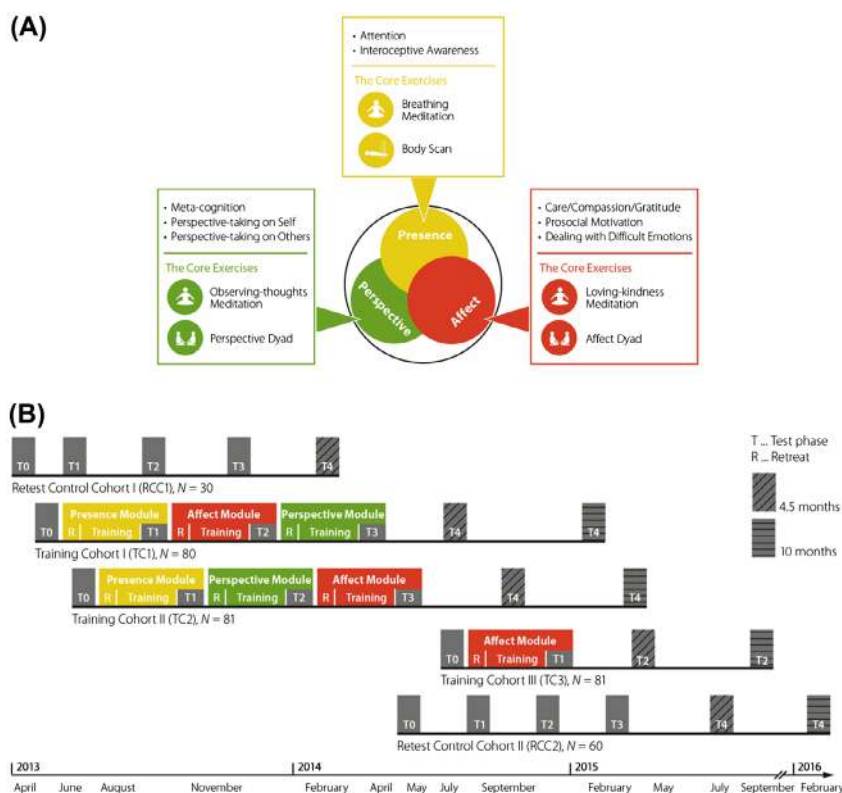 (A)
• Attention
• Interoceptive Awareness
The Core Exercises
Breathing
Meditation
Body Scan
• Meta-cognition
• Perspective-taking on Self
• Perspective-taking on Others
The Core Exercises
Observing-thoughts
Meditation
Perspective Dyad
Presence
Perspective
Affect
• Care/Compassion/Gratitude
• Prosocial Motivation
• Dealing with Difficult Emotions
The Core Exercises
Loving-kindness
Meditation
Affect Dyad
(B)
T0 T1 T2 T3 T4
Retest Control Cohort I (RCC1), N = 30
T ... Test phase
R ... Retreat
4.5 months
10 months
Presence Module Affect Module Perspective Module
T0 R Training T1 R Training T2 R Training T3 T4 T4
Training Cohort I (TC1), N = 80
Presence Module Perspective Module Affect Module
T0 R Training T1 R Training T2 R Training T3 T4 T4
Training Cohort II (TC2), N = 81
Affect Module
T0 R Training T1 T2 T2
Training Cohort III (TC3), N = 81
T0 T1 T2 T3 T4 T4
Retest Control Cohort II (RCC2), N = 60
2013 2014 2015 2016
April June August November February April May July September February May July September February